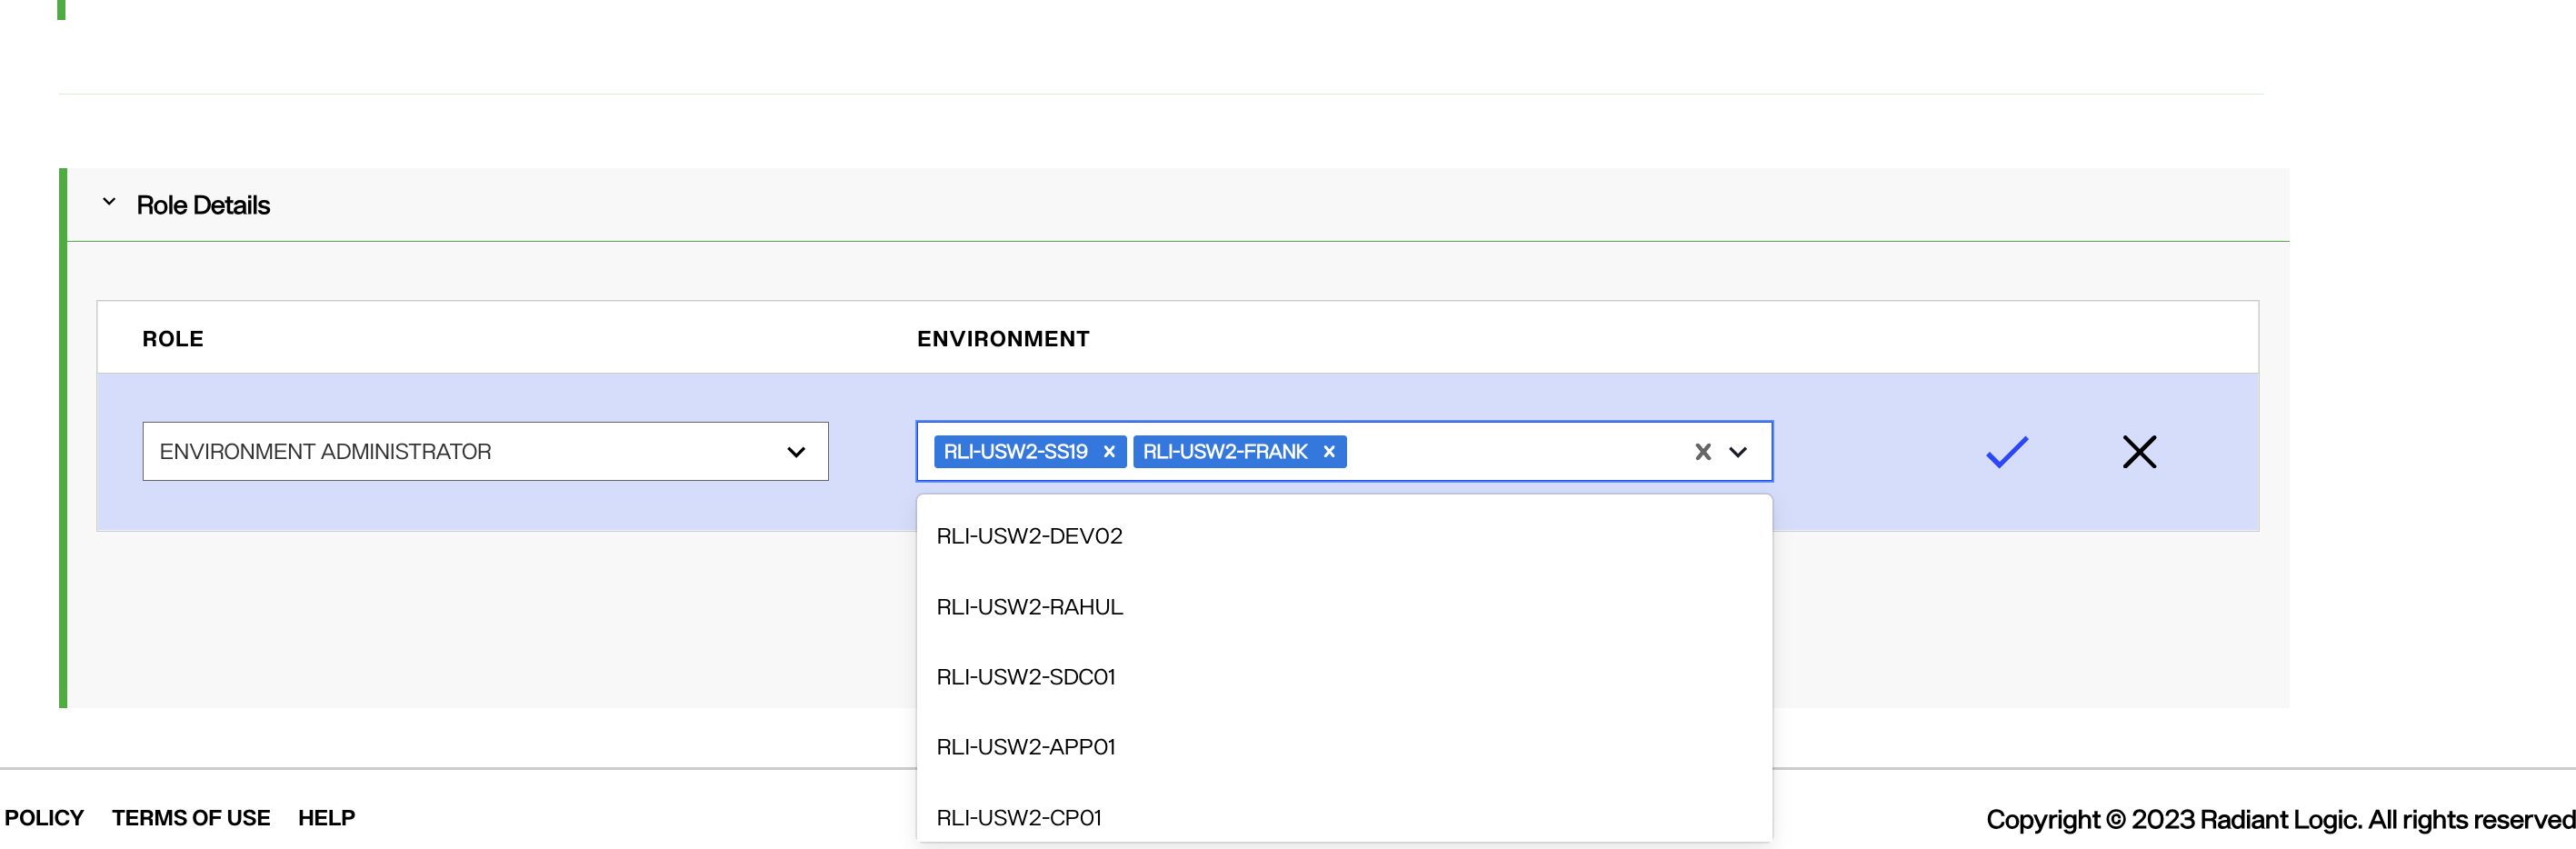 Role Details
ROLE ENVIRONMENT
ENVIRONMENT ADMINISTRATOR RLI-USW2-SS19 RLI-USW2-FRANK
RLI-USW2-DEV02
RLI-USW2-RAHUL
RLI-USW2-SDC01
RLI-USW2-APP01
RLI-USW2-CP01
POLICY TERMS OF USE HELP
Copyright © 2023 Radiant Logic. All rights reserved